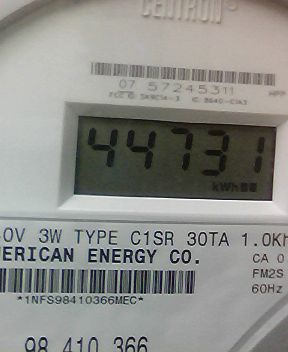 CENTRON®
07 57245311
44731
kWh
0V 3W TYPE C1SR 30TA 1.0Kh
ERICAN ENERGY CO.
CA 0.
FM2S
*1NFS98410366MEC*
60Hz
98 410 366